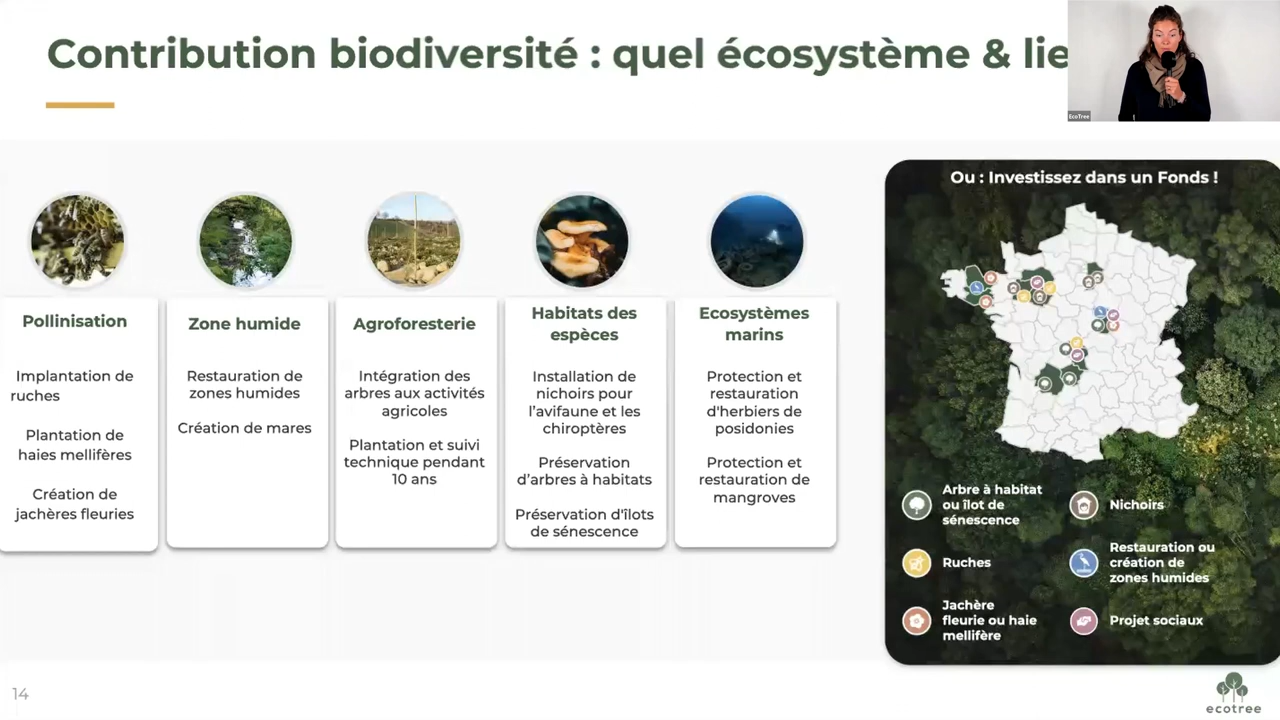 Contribution biodiversité : quel écosystème & lie
EcoTree
Pollinisation
Implantation de
ruches
Plantation de
haies mellifères
Création de
jachères fleuries
Zone humide
Restauration de
zones humides
Création de mares
Agroforesterie
Intégration des
arbres aux activités
agricoles
Plantation et suivi
technique pendant
10 ans
Habitats des
espèces
Installation de
nichoirs pour
l'avifaune et les
chiroptères
Préservation
d'arbres à habitats
Préservation d'îlots
de sénescence
Ecosystèmes
marins
Protection et
restauration
d'herbiers de
posidonies
Protection et
restauration de
mangroves
Ou : Investissez dans un Fonds !
Arbre à habitat
ou îlot de
sénescence
Nichoirs
Ruches
Restauration ou
création de
zones humides
Jachère
fleurie ou haie
mellifère
Projet sociaux
14
ecotree